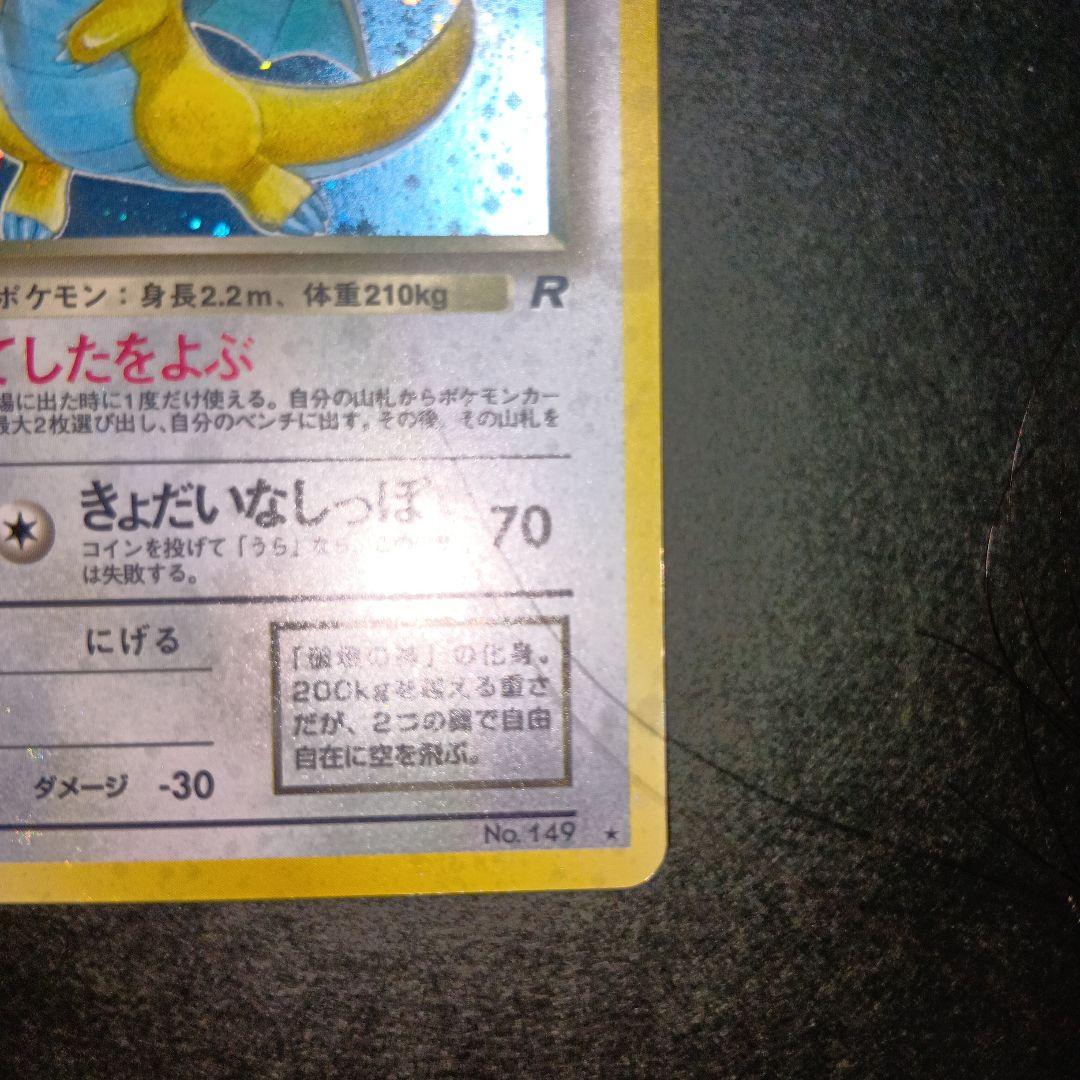 ポケモン：身長2.2m、体重210kg
R
てしたをよぶ
場に出た時に1度だけ使える。自分の山札からポケモンカー
最大2枚選び出し、自分のベンチに出す。その後、その山札を
きょだいなしっぽ 70
コインを投げて「うら」なら、この
は失敗する。
にげる
「破壊の神」の化身。
200kgを越える重さ
だが、2つの翼で自由
自在に空を飛ぶ。
ダメージ -30
No.149 ★